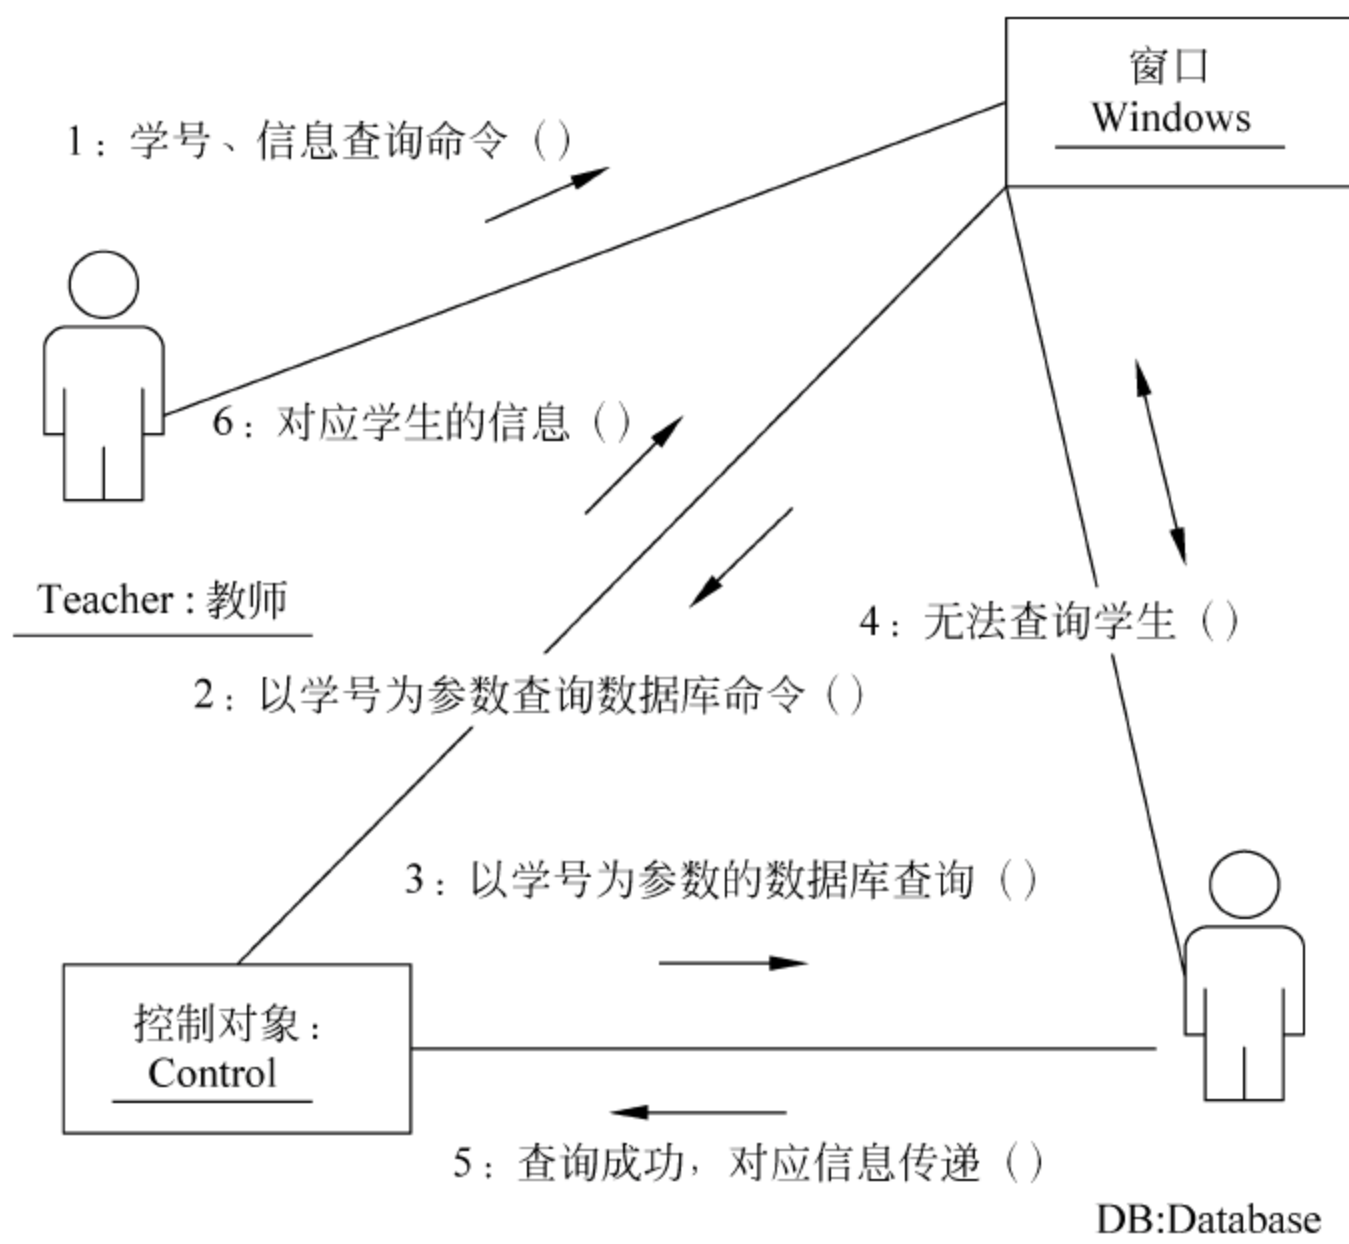 窗口
Windows
1：学号、信息查询命令（）
6：对应学生的信息（）
Teacher : 教师
4：无法查询学生（）
2：以学号为参数查询数据库命令（）
3：以学号为参数的数据库查询（）
控制对象：
Control
5：查询成功，对应信息传递（）
DB:Database